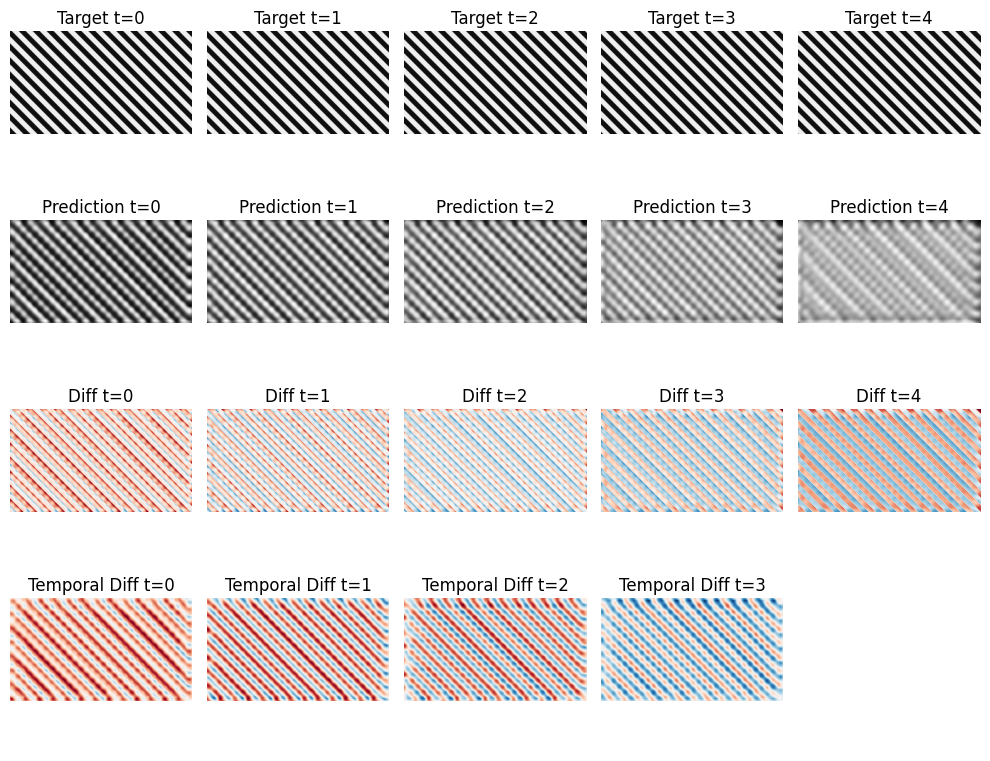 Target t=0 Target t=1 Target t=2 Target t=3 Target t=4
Prediction t=0 Prediction t=1 Prediction t=2 Prediction t=3 Prediction t=4
Diff t=0 Diff t=1 Diff t=2 Diff t=3 Diff t=4
Temporal Diff t=0 Temporal Diff t=1 Temporal Diff t=2 Temporal Diff t=3